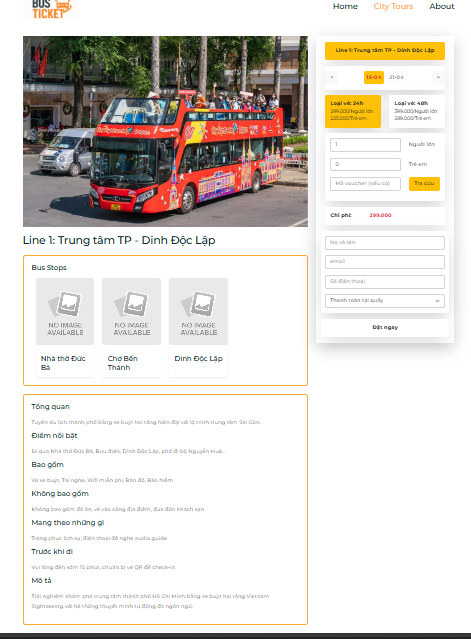 BUS
TICKET
Home City Tours About
Line 1: Trung tâm TP - Dinh Độc Lập
< 19-04 21-04 >
Loại vé: 24h Loại vé: 48h
299.000/Người lớn 399.000/Người lớn
225.000/Trẻ em 289.000/Trẻ em
1 Người lớn
0 Trẻ em
Mã voucher (nếu có) Tra cứu
Chi phí: 299.000
Họ và tên
email
Số điện thoại
Thanh toán tại quầy
Đặt ngay
Line 1: Trung tâm TP - Dinh Độc Lập
Bus Stops
NO IMAGE
AVAILABLE
NO IMAGE
AVAILABLE
NO IMAGE
AVAILABLE
Nhà thờ Đức
Bà
Chợ Bến
Thành
Dinh Độc Lập
Tổng quan
Tuyến du lịch thành phố bằng xe buýt hai tầng hiện đại với lộ trình trung tâm Sài Gòn.
Điểm nổi bật
Đi qua Nhà thờ Đức Bà, Bưu điện, Dinh Độc Lập, phố đi bộ Nguyễn Huệ...
Bao gồm
Vé xe buýt, Tai nghe, Wifi miễn phí, Bản đồ, Bảo hiểm
Không bao gồm
Không bao gồm đồ ăn, vé vào cổng địa điểm, đưa đón khách sạn
Mang theo những gì
Trang phục lịch sự, điện thoại để nghe audio guide
Trước khi đi
Vui lòng đến sớm 10 phút, chuẩn bị vé QR để check-in
Mô tả
Trải nghiệm khám phá trung tâm thành phố Hồ Chí Minh bằng xe buýt hai tầng Vietnam
Sightseeing với hệ thống thuyết minh tự động đa ngôn ngữ.